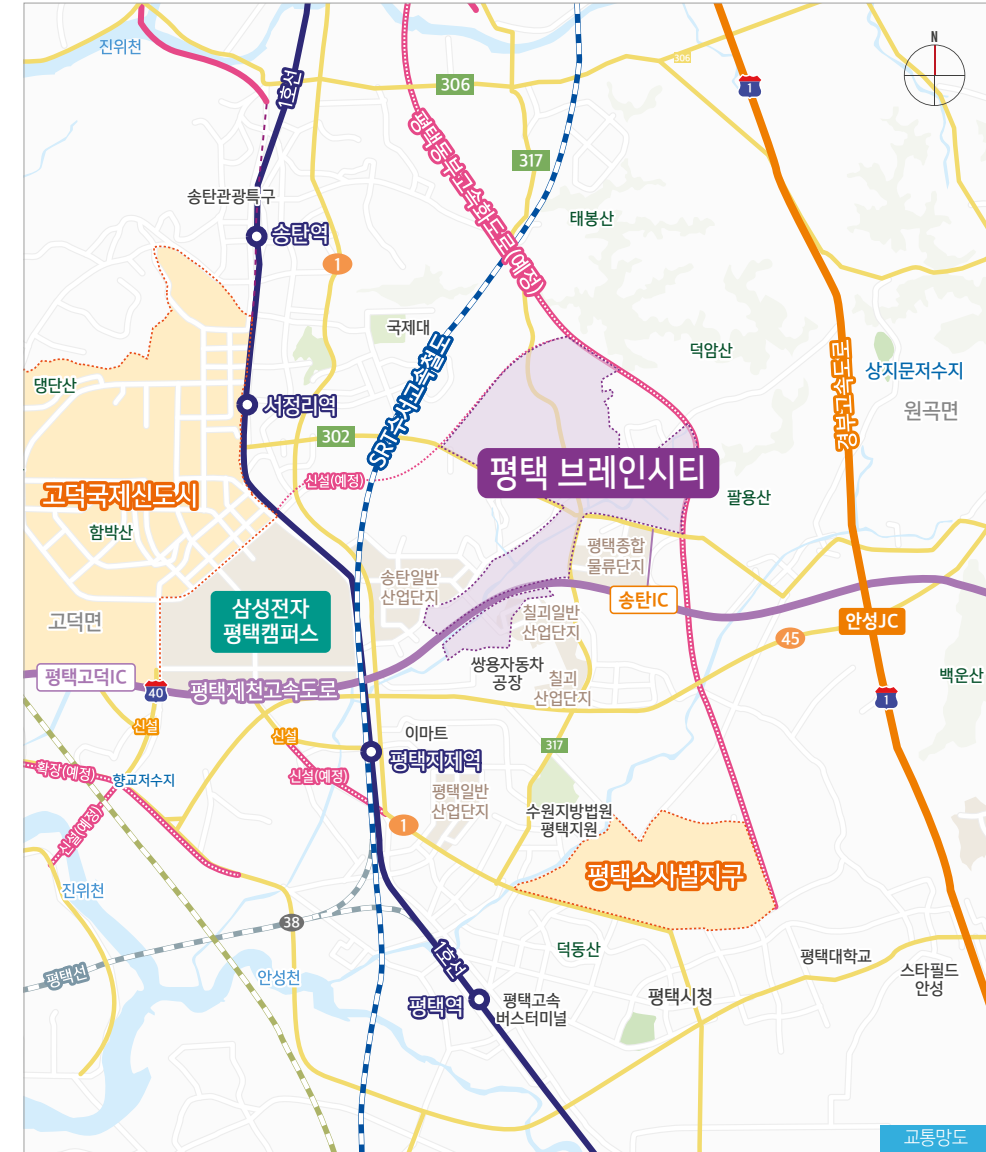 N
진위천
1호선
306
306
1
317
평택동부고속화도로(예정)
송탄관광특구
태봉산
송탄역
1
국제대
SRT수서고속철도
덕암산
경부고속도로
상지문저수지
댕단산
서정리역
원곡면
302
신설(예정)
평택 브레인시티
고덕국제신도시
팔용산
함박산
평택종합
물류단지
송탄일반
산업단지
송탄IC
삼성전자
평택캠퍼스
고덕면
칠괴일반
산업단지
안성JC
45
쌍용자동차
공장
평택고덕IC
칠괴
산업단지
백운산
40
평택제천고속도로
1
신설
신설
이마트
317
평택지제역
확장(예정)
향교저수지
신설(예정)
평택일반
산업단지
수원지방법원
평택지원
신설(예정)
1
평택소사벌지구
진위천
38
덕동산
1호선
평택대학교
평택선
안성천
스타필드
안성
평택역
평택고속
버스터미널
평택시청
교통망도